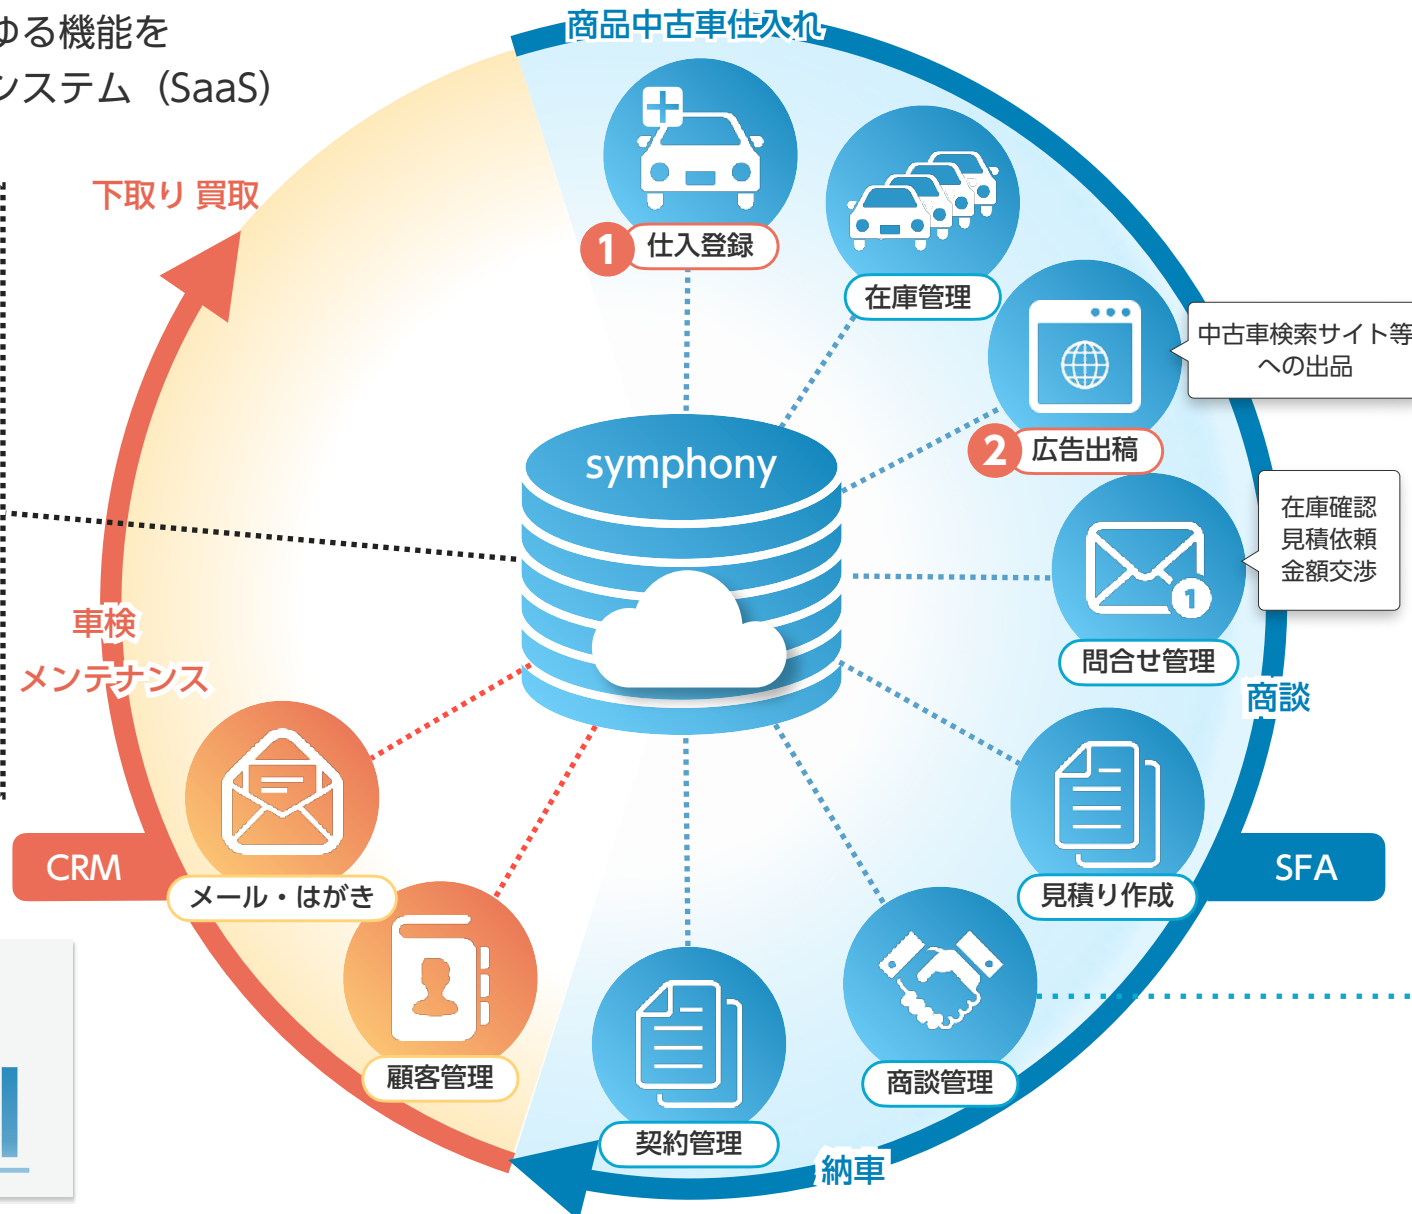 ゆる機能を
システム（SaaS）
商品中古車仕入れ
下取り 買取
1 仕入登録
在庫管理
中古車検索サイト等
への出品
2 広告出稿
symphony
在庫確認
見積依頼
金額交渉
1
問合せ管理
車検
メンテナンス
商談
CRM
SFA
メール・はがき
見積り作成
顧客管理
商談管理
契約管理
納車